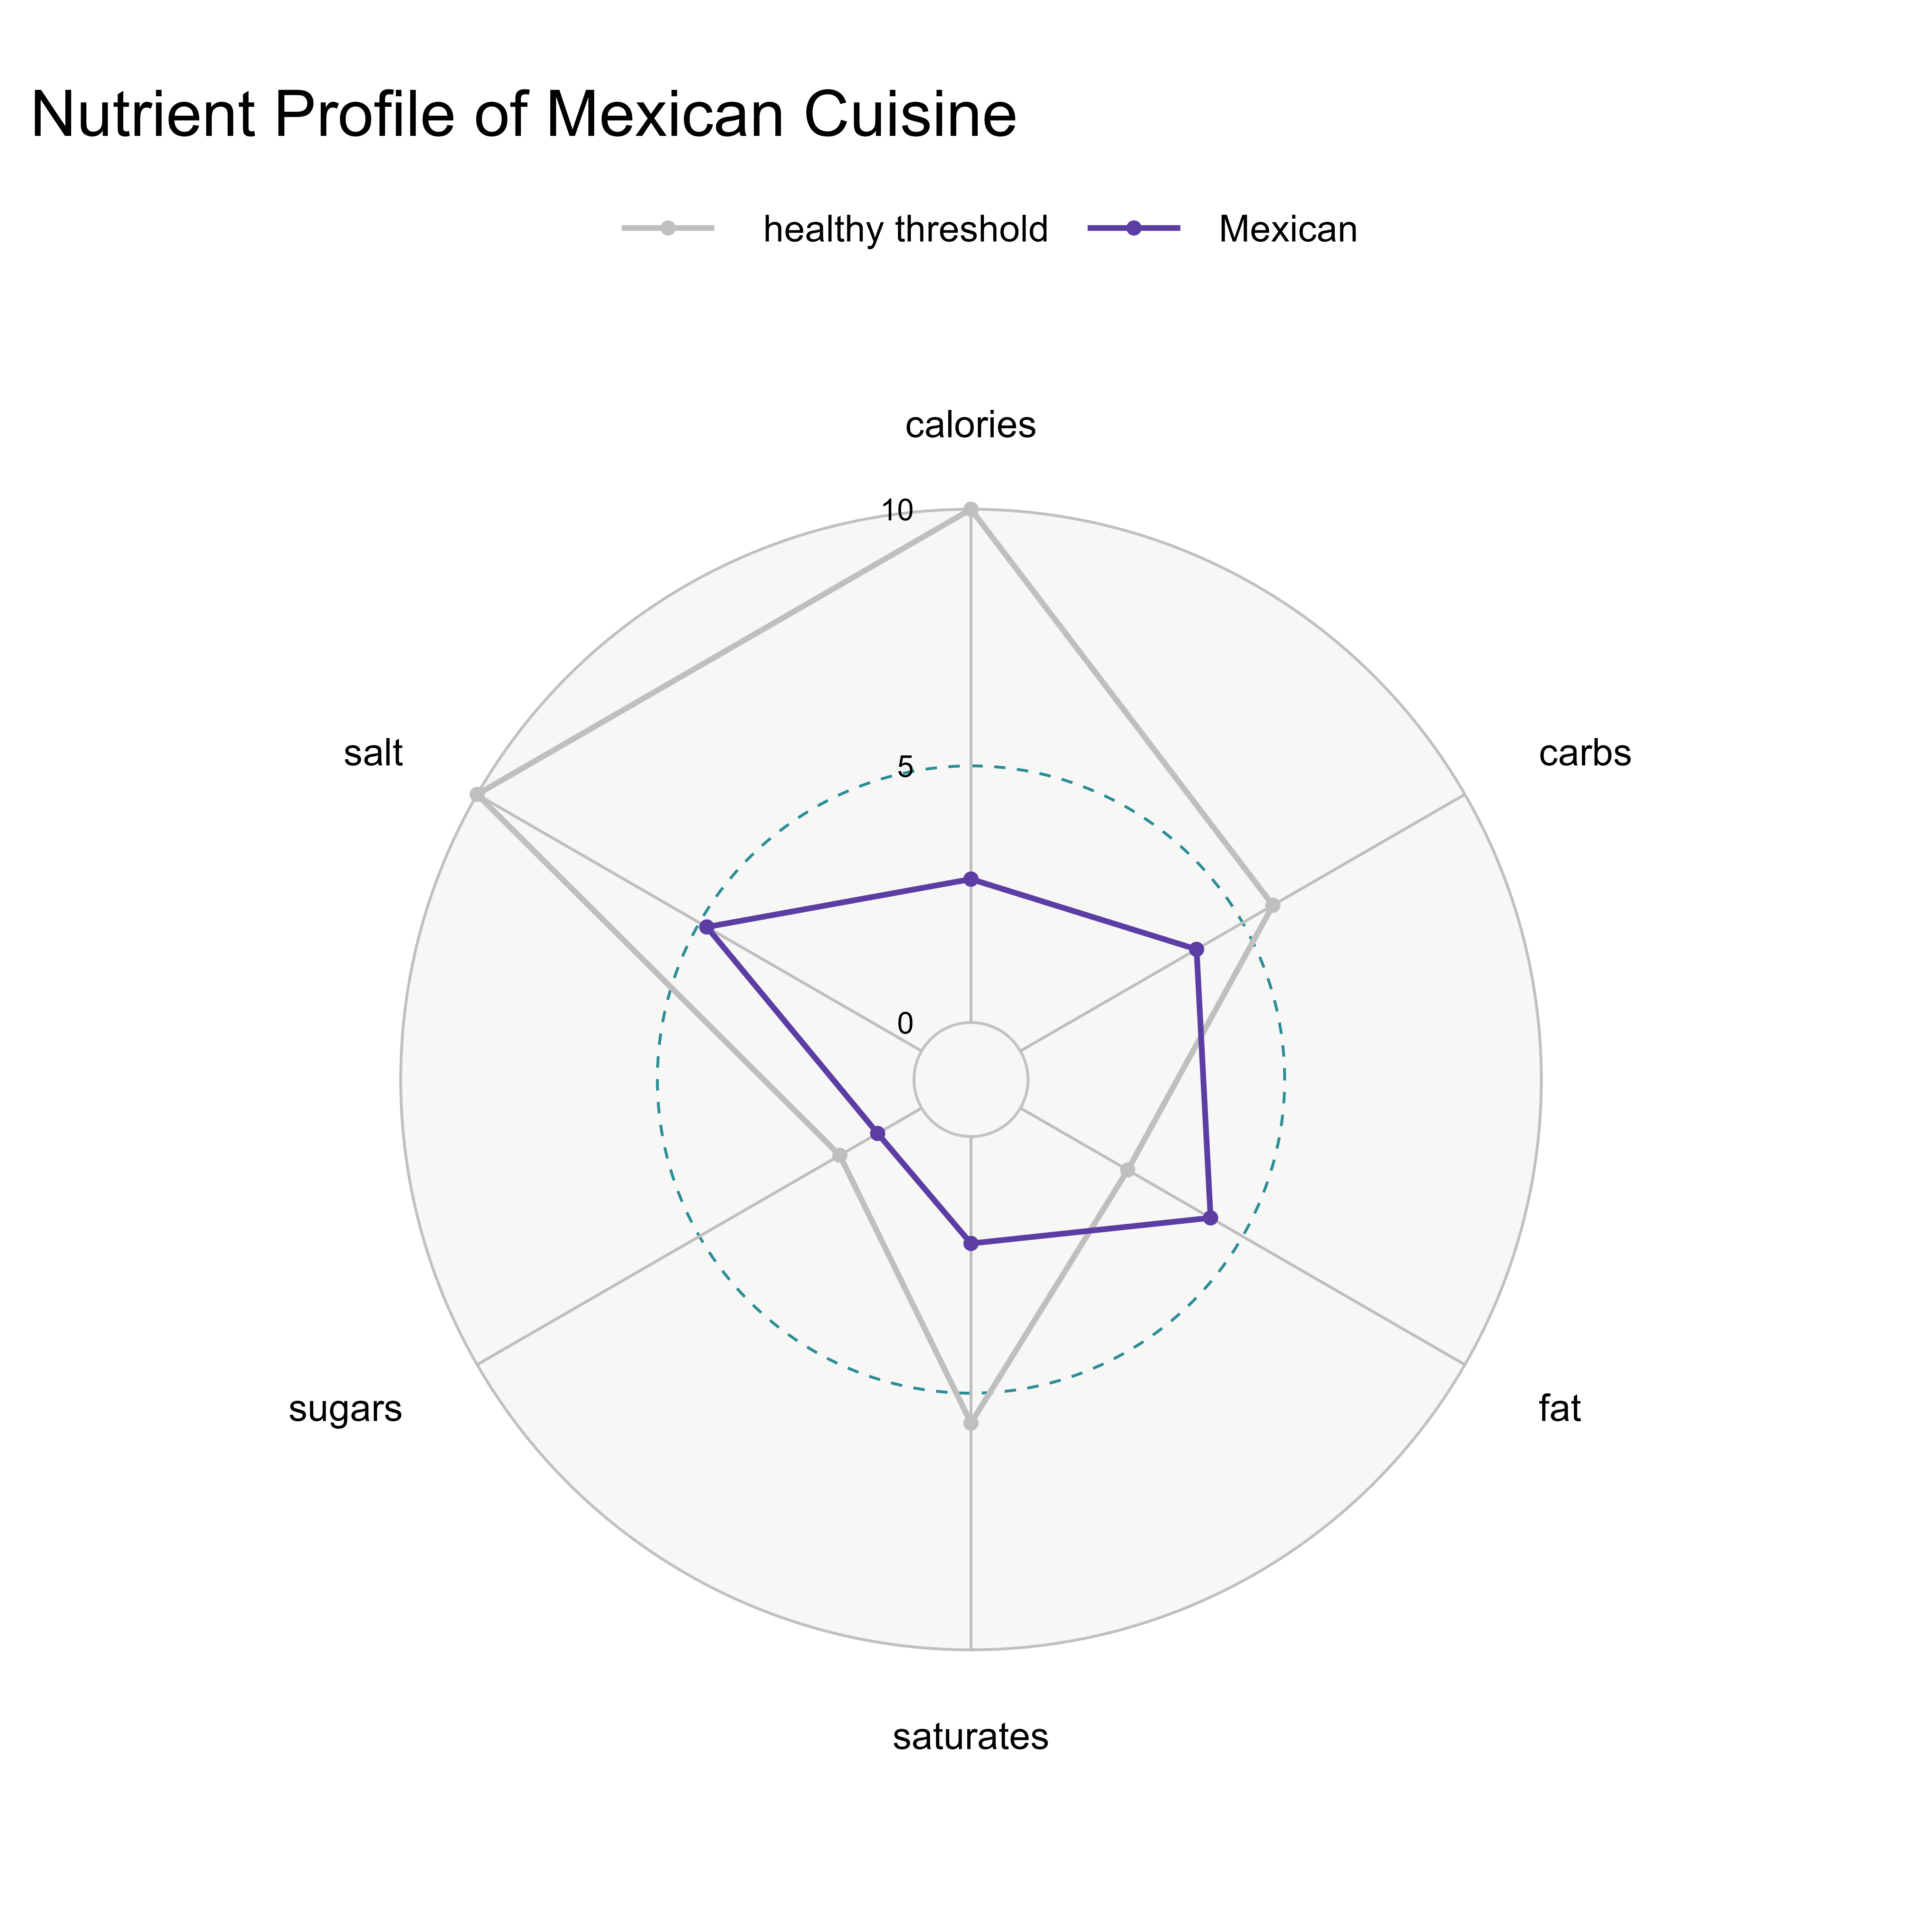 Nutrient Profile of Mexican Cuisine
healthy threshold Mexican
calories
10
salt
carbs
5
0
sugars
fat
saturates